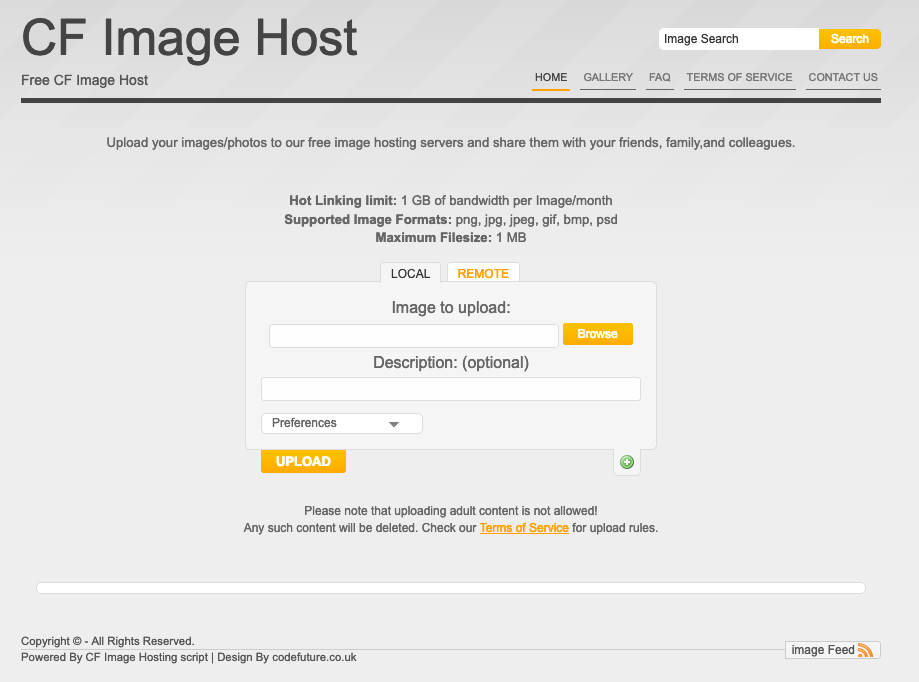 CF Image Host
Image Search
Search
Free CF Image Host
HOME
GALLERY
FAQ
TERMS OF SERVICE
CONTACT US
Upload your images/photos to our free image hosting servers and share them with your friends, family,and colleagues.
Hot Linking limit: 1 GB of bandwidth per Image/month
Supported Image Formats: png, jpg, jpeg, gif, bmp, psd
Maximum Filesize: 1 MB
LOCAL
REMOTE
Image to upload:
Browse
Description: (optional)
Preferences
UPLOAD
Please note that uploading adult content is not allowed!
Any such content will be deleted. Check our Terms of Service for upload rules.
Copyright © - All Rights Reserved.
Powered By CF Image Hosting script | Design By codefuture.co.uk
image Feed